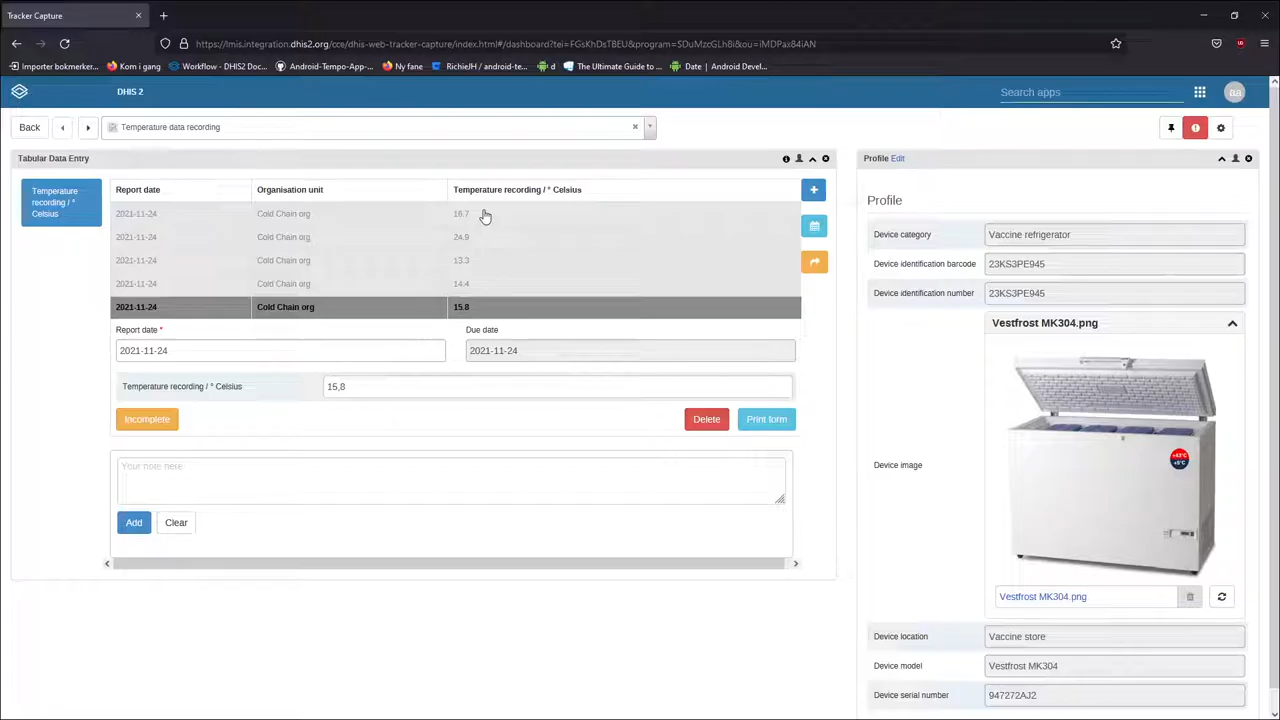 Tracker Capture
https://lmis.integration.dhis2.org/cce/dhis-web-tracker-capture/index.html#/dashboard?tei=FGsKhDsTBEU&program=SDuMzcGLh8i&ou=iMDPax84iAN
Importer bokmerker... Kom i gang Workflow - DHIS2 Doc... Android-Tempo-App-... Ny fane RichieJH / android-te... d The Ultimate Guide to ... Date | Android Devel...
DHIS 2
Search apps
aa
Back
Temperature data recording
Tabular Data Entry
Temperature recording / ° Celsius
Report date Organisation unit Temperature recording / ° Celsius
2021-11-24 Cold Chain org 16.7
2021-11-24 Cold Chain org 24.9
2021-11-24 Cold Chain org 13.3
2021-11-24 Cold Chain org 14.4
2021-11-24 Cold Chain org 15.8
Report date * Due date
2021-11-24 2021-11-24
Temperature recording / ° Celsius 15,8
Incomplete Delete Print form
Your note here
Add Clear
Profile Edit
Profile
Device category Vaccine refrigerator
Device identification barcode 23KS3PE945
Device identification number 23KS3PE945
Vestfrost MK304.png
+43°C
+5°C
Device image
Vestfrost MK304.png
Device location Vaccine store
Device model Vestfrost MK304
Device serial number 947272AJ2